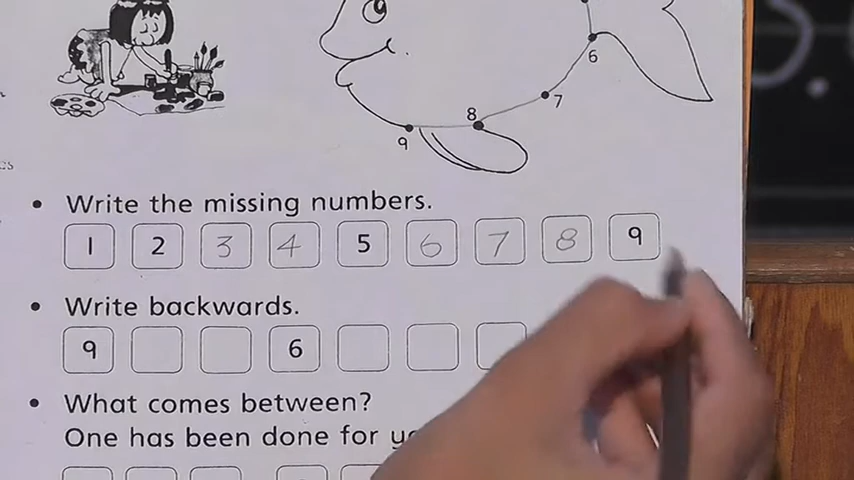 6
7
8
9
• Write the missing numbers.
1 2 3 4 5 6 7 8 9
• Write backwards.
9 6
• What comes between?
One has been done for